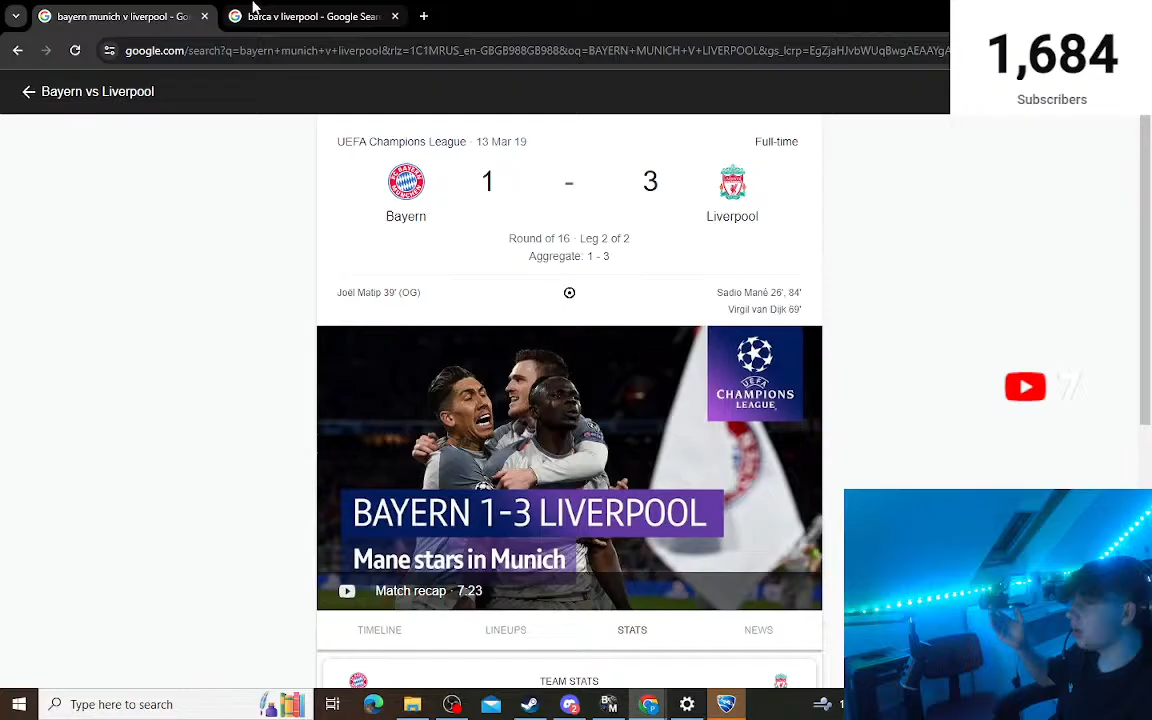 bayern munich v liverpool - Go
barca v liverpool - Google Sear
google.com/search?q=bayern+munich+v+liverpool&rlz=1C1MRUS_en-GBGB988GB988&oq=BAYERN+MUNICH+V+LIVERPOOL&gs_lcrp=EgZjaHJvbWUqBwgAEAAYgA
1,684
Subscribers
Bayern vs Liverpool
UEFA Champions League · 13 Mar 19
Full-time
1 - 3
Bayern
Liverpool
Round of 16 · Leg 2 of 2
Aggregate: 1 - 3
Joël Matip 39' (OG)
Sadio Mané 26', 84'
Virgil van Dijk 69'
CHAMPIONS
LEAGUE
BAYERN 1-3 LIVERPOOL
Mane stars in Munich
Match recap · 7:23
TIMELINE LINEUPS STATS NEWS
TEAM STATS
Type here to search